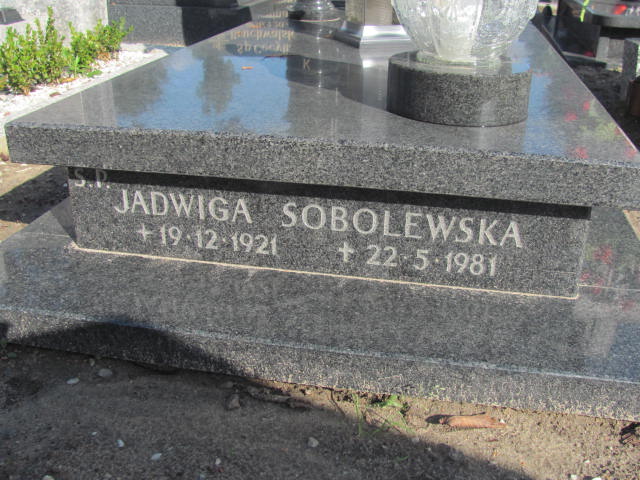 Ś.P.
JADWIGA SOBOLEWSKA
+19·12·1921 +22·5·1981